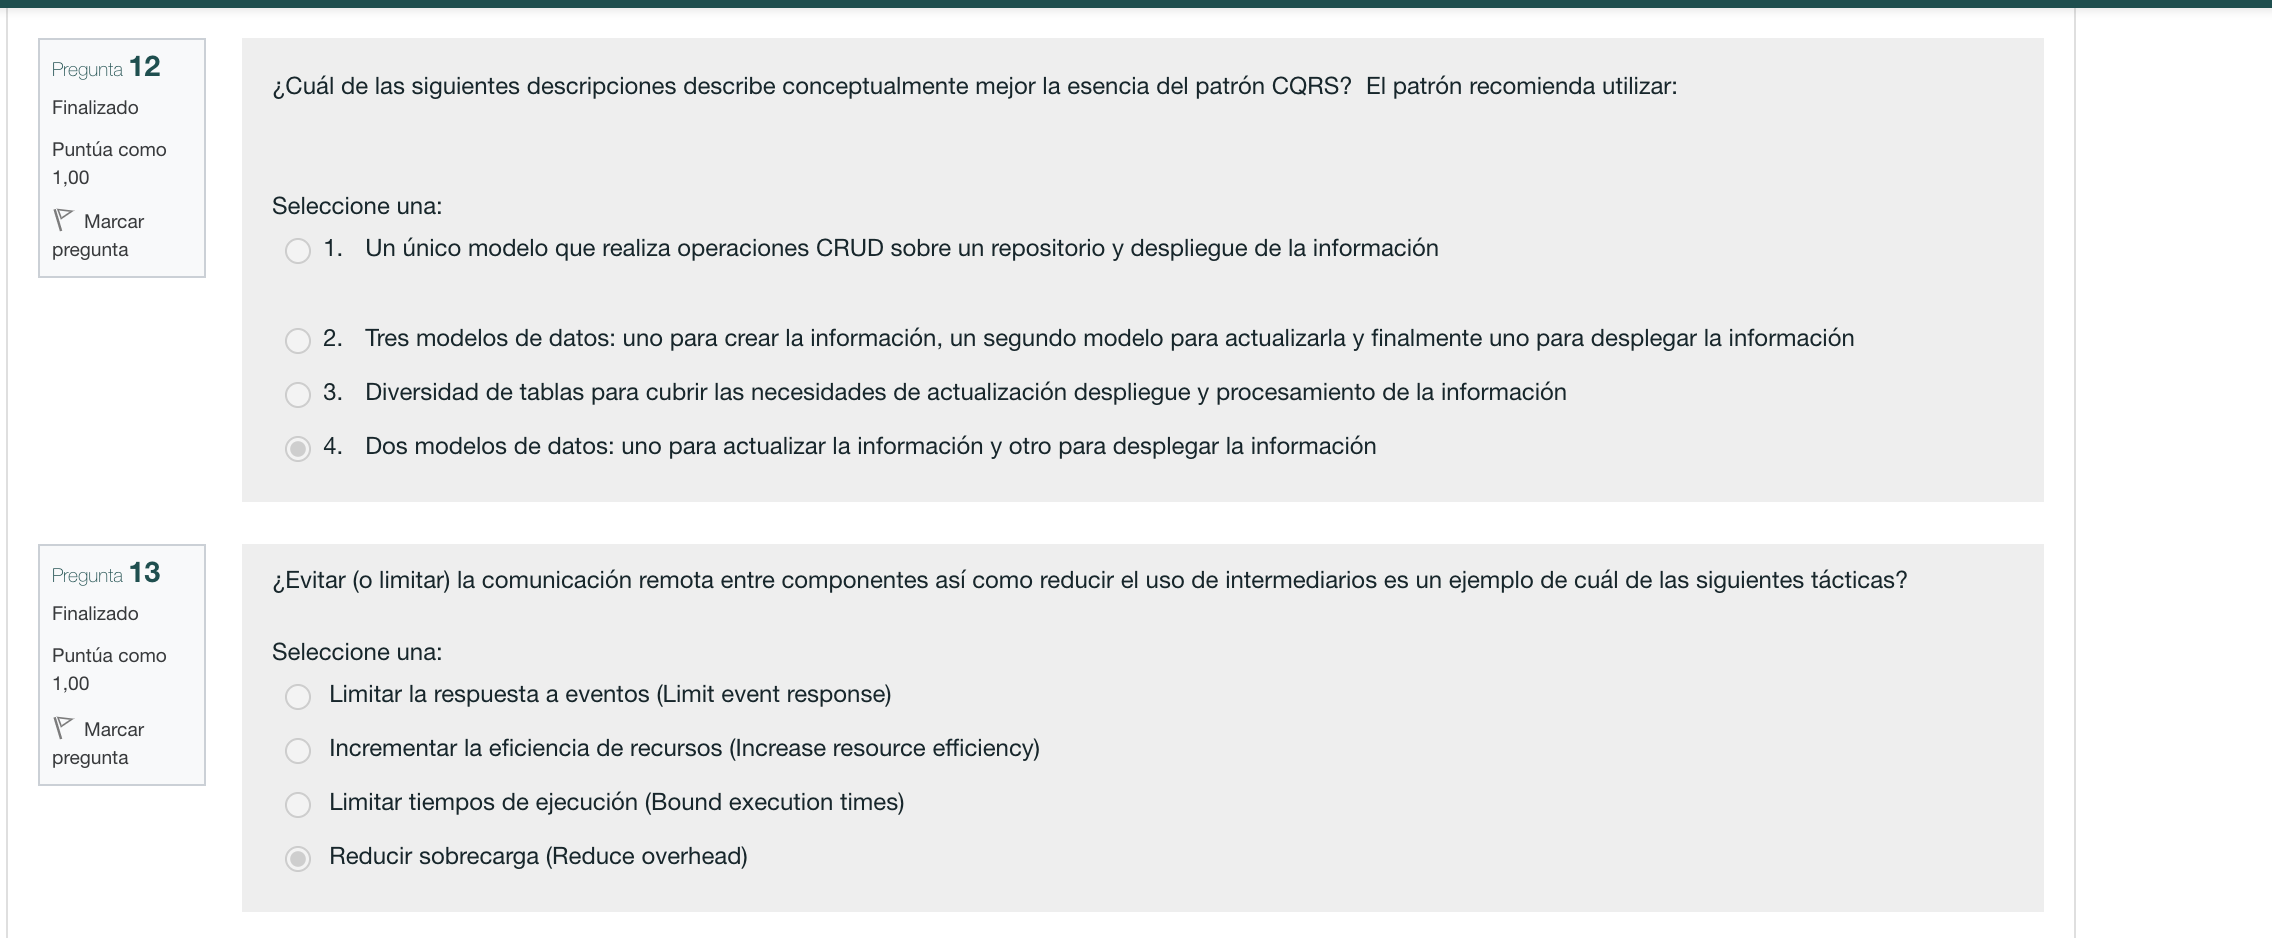 Pregunta 12
Finalizado
Puntúa como
1,00
Marcar
pregunta
¿Cuál de las siguientes descripciones describe conceptualmente mejor la esencia del patrón CQRS?  El patrón recomienda utilizar:
Seleccione una:
1. Un único modelo que realiza operaciones CRUD sobre un repositorio y despliegue de la información
2. Tres modelos de datos: uno para crear la información, un segundo modelo para actualizarla y finalmente uno para desplegar la información
3. Diversidad de tablas para cubrir las necesidades de actualización despliegue y procesamiento de la información
4. Dos modelos de datos: uno para actualizar la información y otro para desplegar la información
Pregunta 13
Finalizado
Puntúa como
1,00
Marcar
pregunta
¿Evitar (o limitar) la comunicación remota entre componentes así como reducir el uso de intermediarios es un ejemplo de cuál de las siguientes tácticas?
Seleccione una:
Limitar la respuesta a eventos (Limit event response)
Incrementar la eficiencia de recursos (Increase resource efficiency)
Limitar tiempos de ejecución (Bound execution times)
Reducir sobrecarga (Reduce overhead)